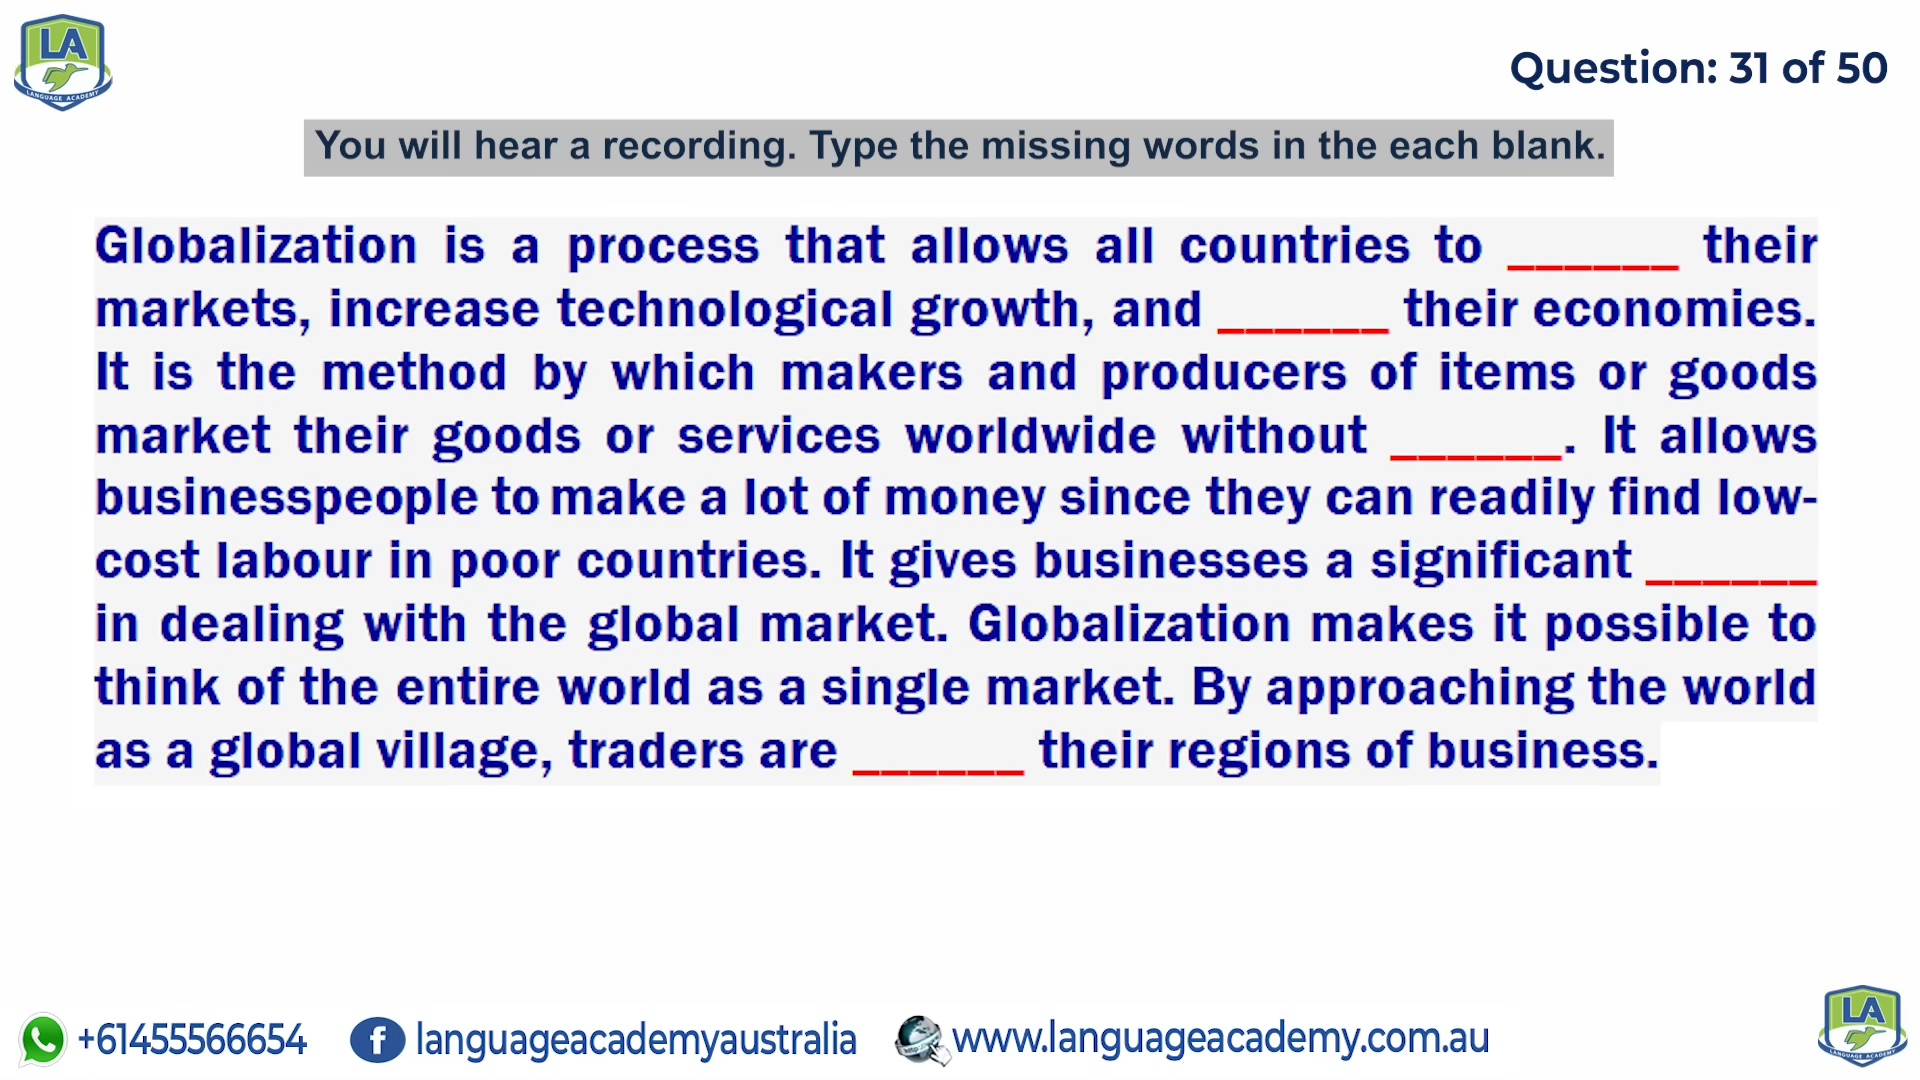 LA
LANGUAGE ACADEMY
Question: 31 of 50
You will hear a recording. Type the missing words in the each blank.
Globalization is a process that allows all countries to ______ their
markets, increase technological growth, and ______ their economies.
It is the method by which makers and producers of items or goods
market their goods or services worldwide without ______. It allows
businesspeople to make a lot of money since they can readily find low-
cost labour in poor countries. It gives businesses a significant ______
in dealing with the global market. Globalization makes it possible to
think of the entire world as a single market. By approaching the world
as a global village, traders are ______ their regions of business.
+61455566654
f languageacademyaustralia
http www.languageacademy.com.au
LA
LANGUAGE ACADEMY